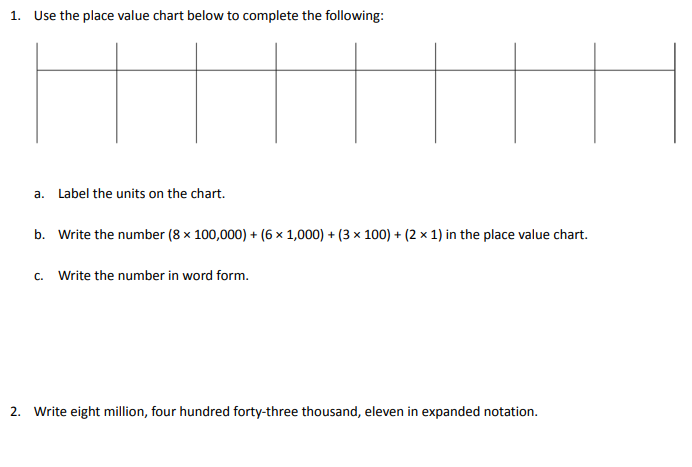 1. Use the place value chart below to complete the following:
a. Label the units on the chart.
b. Write the number (8 × 100,000) + (6 × 1,000) + (3 × 100) + (2 × 1) in the place value chart.
c. Write the number in word form.
2. Write eight million, four hundred forty-three thousand, eleven in expanded notation.